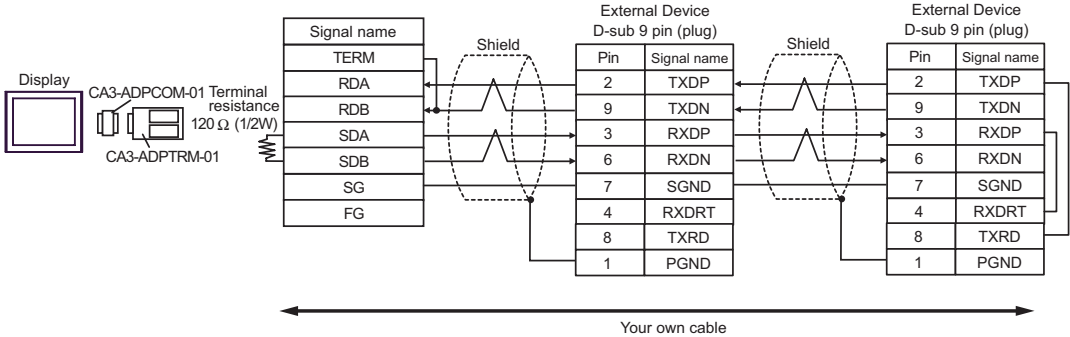 External Device
D-sub 9 pin (plug)
External Device
D-sub 9 pin (plug)
Signal name
Shield
Pin Signal name
Shield
Pin Signal name
TERM
RDA
2 TXDP
2 TXDP
Display
CA3-ADPCOM-01
Terminal
resistance
120 Ω (1/2W)
CA3-ADPTRM-01
RDB
9 TXDN
9 TXDN
SDA
3 RXDP
3 RXDP
SDB
6 RXDN
6 RXDN
SG
7 SGND
7 SGND
FG
4 RXDRT
4 RXDRT
8 TXRD
8 TXRD
1 PGND
1 PGND
Your own cable